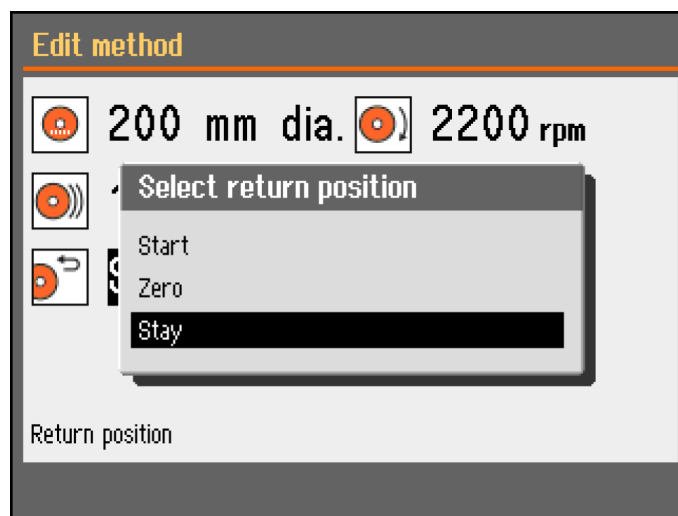 Edit method
200 mm dia. 2200 rpm
Select return position
Start
Zero
Stay
Return position